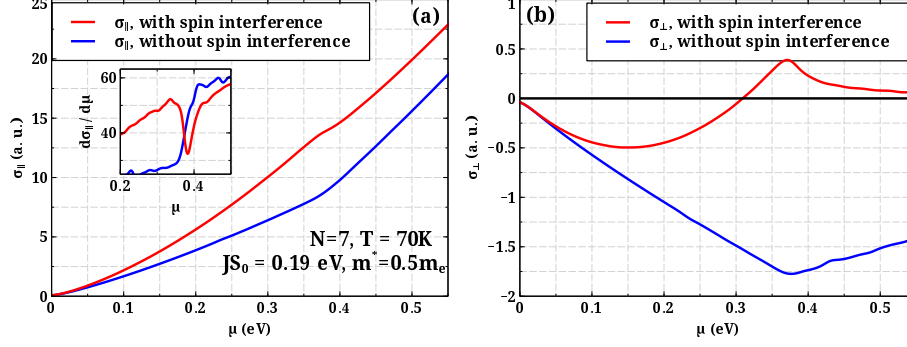 (a)
σ∥, with spin interference
σ∥, without spin interference
25
20
15
10
5
0
σ∥ (a. u.)
60
40
dσ∥ / dμ
0.2
0.4
μ
N=7, T = 70K
JS0 = 0.19 eV, m*=0.5me
0
0.1
0.2
0.3
0.4
0.5
μ (eV)
(b)
σ⊥, with spin interference
σ⊥, without spin interference
1
0.5
0
−0.5
−1
−1.5
−2
σ⊥ (a. u.)
0
0.1
0.2
0.3
0.4
0.5
μ (eV)